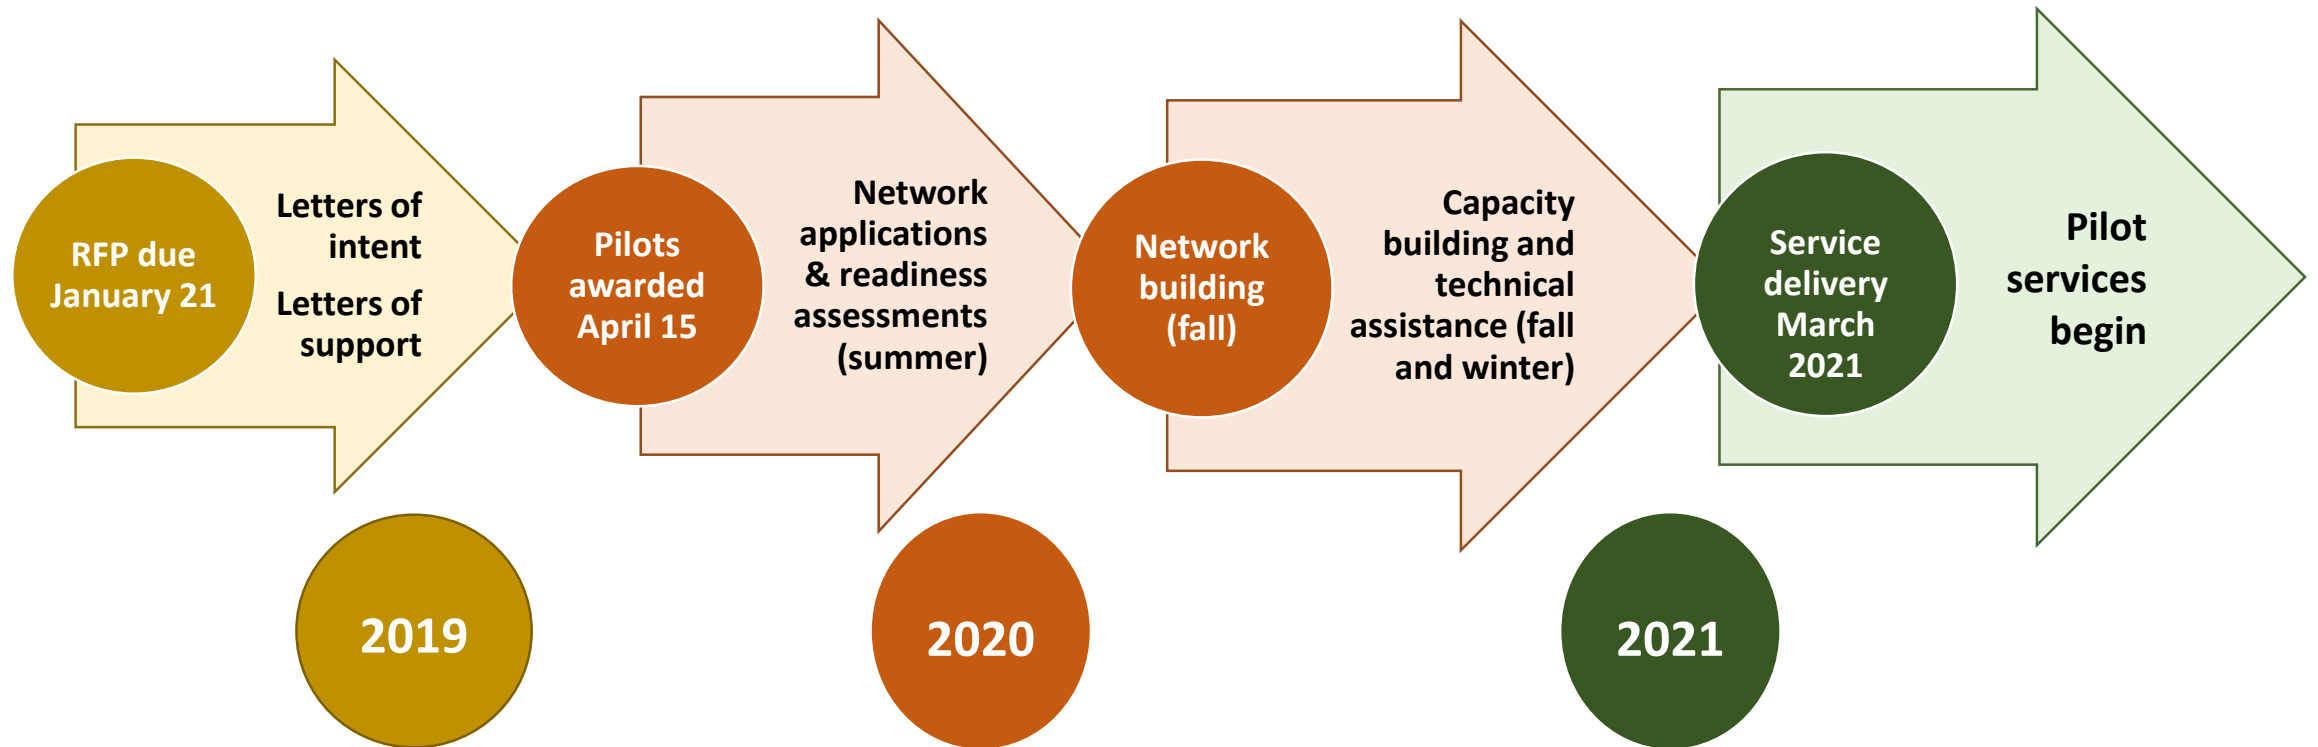 RFP due
January 21
Letters of
intent
Letters of
support
Pilots
awarded
April 15
Network
applications
& readiness
assessments
(summer)
Network
building
(fall)
Capacity
building and
technical
assistance (fall
and winter)
Service
delivery
March
2021
Pilot
services
begin
2019
2020
2021